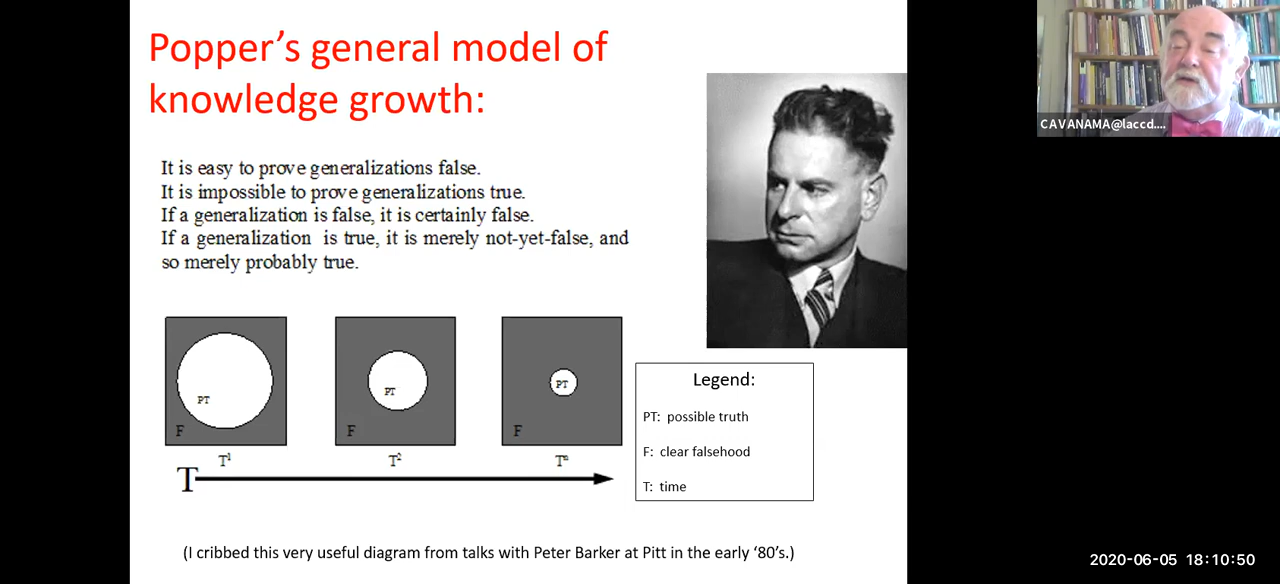 Popper's general model of
knowledge growth:
CAVANAMA@laccd....
It is easy to prove generalizations false.
It is impossible to prove generalizations true.
If a generalization is false, it is certainly false.
If a generalization is true, it is merely not-yet-false, and
so merely probably true.
PT
F
PT
F
PT
F
T¹
T²
Tⁿ
T
Legend:
PT: possible truth
F: clear falsehood
T: time
(I cribbed this very useful diagram from talks with Peter Barker at Pitt in the early '80's.)
2020-06-05 18:10:50